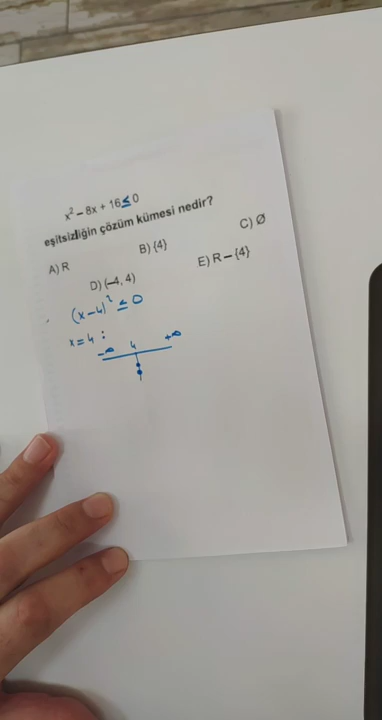 x² – 8x + 16 ≤ 0
eşitsizliğin çözüm kümesi nedir?
A) R
B) {4}
C) Ø
D) (–4, 4)
E) R – {4}
(x – 4)² ≤ 0
x = 4 :
–∞ 4 +∞